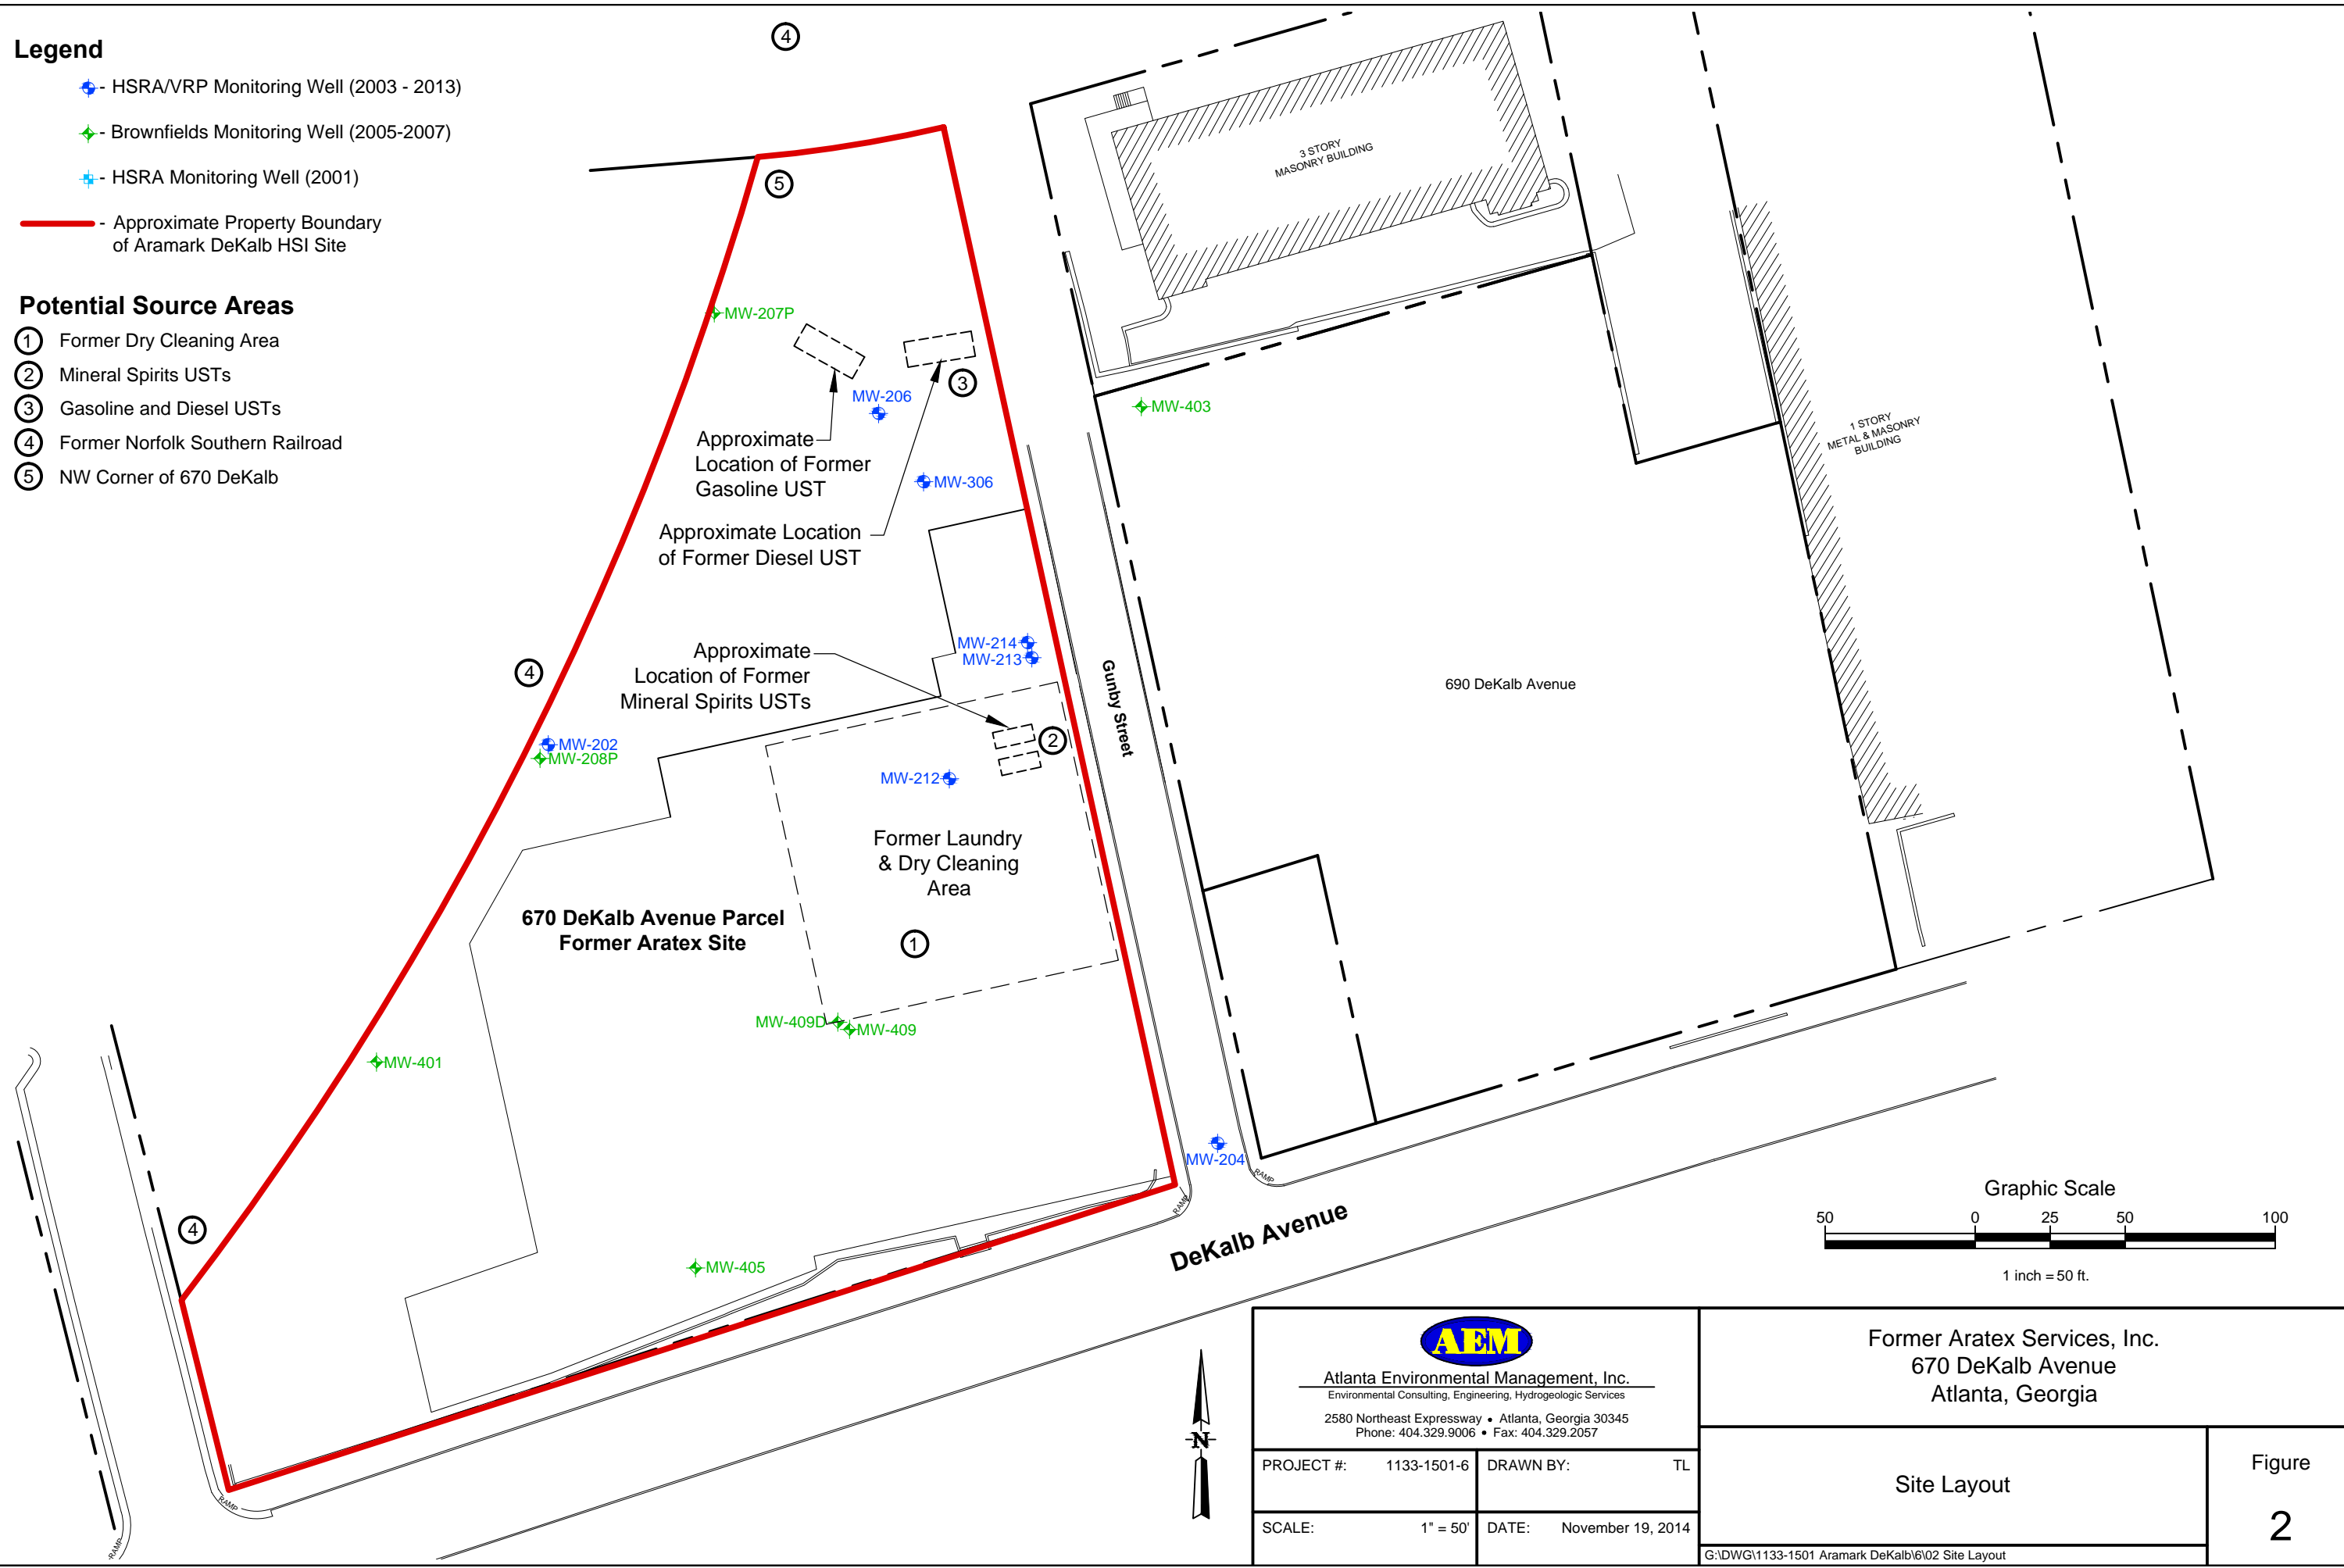 Legend
- HSRA/VRP Monitoring Well (2003 - 2013)
- Brownfields Monitoring Well (2005-2007)
- HSRA Monitoring Well (2001)
- Approximate Property Boundary
of Aramark DeKalb HSI Site
Potential Source Areas
1 Former Dry Cleaning Area
2 Mineral Spirits USTs
3 Gasoline and Diesel USTs
4 Former Norfolk Southern Railroad
5 NW Corner of 670 DeKalb
4
5
3 STORY
MASONRY BUILDING
MW-207P
3
MW-206
MW-403
Approximate
Location of Former
Gasoline UST
1 STORY
METAL & MASONRY
BUILDING
MW-306
Approximate Location
of Former Diesel UST
MW-214
MW-213
4
Approximate
Location of Former
Mineral Spirits USTs
Gunby Street
690 DeKalb Avenue
2
MW-202
MW-208P
MW-212
Former Laundry
& Dry Cleaning
Area
670 DeKalb Avenue Parcel
Former Aratex Site
1
MW-409D
MW-409
MW-401
MW-204
RAMP
RAMP
4
DeKalb Avenue
MW-405
RAMP
RAMP
Graphic Scale
50 0 25 50 100
1 inch = 50 ft.
N
AEM
Atlanta Environmental Management, Inc.
Environmental Consulting, Engineering, Hydrogeologic Services
2580 Northeast Expressway • Atlanta, Georgia 30345
Phone: 404.329.9006 • Fax: 404.329.2057
PROJECT #: 1133-1501-6
DRAWN BY: TL
SCALE: 1" = 50'
DATE: November 19, 2014
Former Aratex Services, Inc.
670 DeKalb Avenue
Atlanta, Georgia
Site Layout
Figure
2
G:\DWG\1133-1501 Aramark DeKalb\6\02 Site Layout